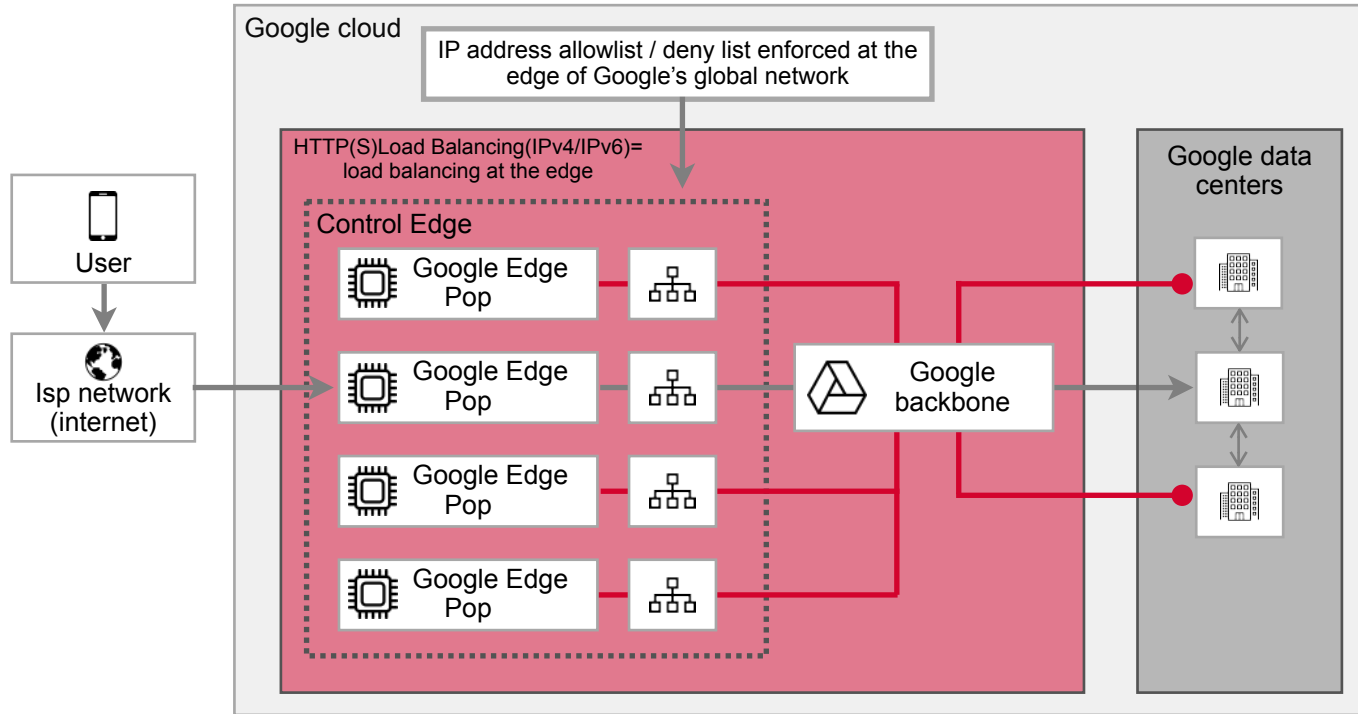 Google cloud
IP address allowlist / deny list enforced at the
edge of Google’s global network
HTTP(S)Load Balancing(IPv4/IPv6)=
load balancing at the edge
Google data
centers
Control Edge
User
Google Edge
Pop
Isp network
(internet)
Google Edge
Pop
Google
backbone
Google Edge
Pop
Google Edge
Pop